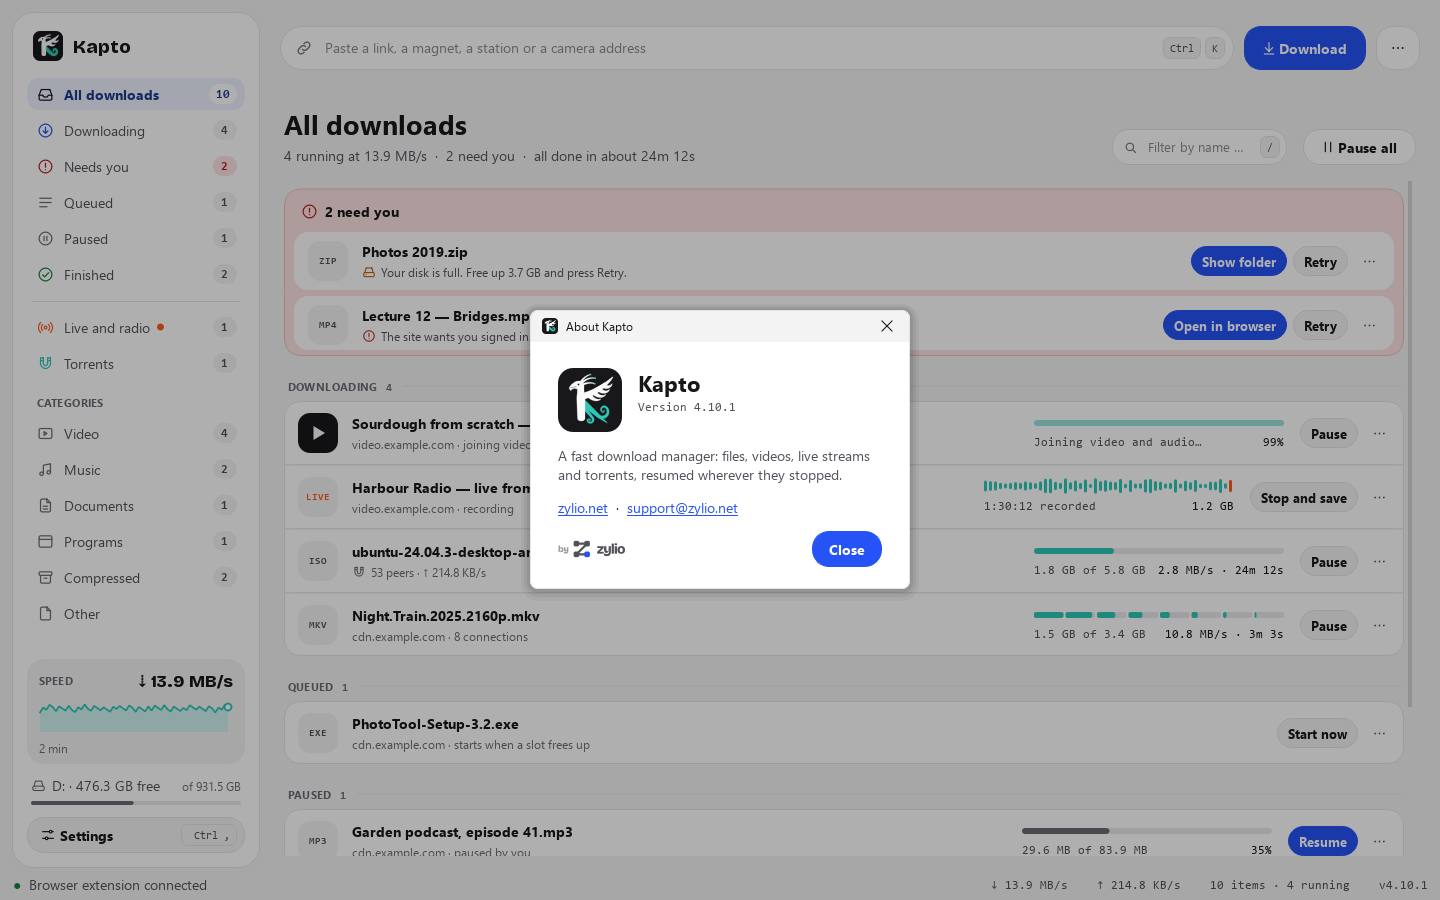 Kapto
Paste a link, a magnet, a station or a camera address
Ctrl K
Download
All downloads 10
Downloading 4
Needs you 2
Queued 1
Paused 1
Finished 2
Live and radio 1
Torrents 1
CATEGORIES
Video 4
Music 2
Documents 1
Programs 1
Compressed 2
Other
SPEED ↓ 13.9 MB/s
2 min
D: · 476.3 GB free of 931.5 GB
Settings Ctrl ,
Browser extension connected
All downloads
4 running at 13.9 MB/s · 2 need you · all done in about 24m 12s
Filter by name ... /
Pause all
2 need you
ZIP
Photos 2019.zip
Your disk is full. Free up 3.7 GB and press Retry.
Show folder Retry
MP4
Lecture 12 — Bridges.mp
The site wants you signed in
Open in browser Retry
DOWNLOADING 4
Sourdough from scratch —
video.example.com · joining video
Joining video and audio… 99%
Pause
LIVE
Harbour Radio — live from
video.example.com · recording
1:30:12 recorded 1.2 GB
Stop and save
ISO
ubuntu-24.04.3-desktop-a
53 peers · ↑ 214.8 KB/s
1.8 GB of 5.8 GB 2.8 MB/s · 24m 12s
Pause
MKV
Night.Train.2025.2160p.mkv
cdn.example.com · 8 connections
1.5 GB of 3.4 GB 10.8 MB/s · 3m 3s
Pause
QUEUED 1
EXE
PhotoTool-Setup-3.2.exe
cdn.example.com · starts when a slot frees up
Start now
PAUSED 1
MP3
Garden podcast, episode 41.mp3
cdn.example.com · paused by you
29.6 MB of 83.9 MB 35%
Resume
↓ 13.9 MB/s ↑ 214.8 KB/s 10 items · 4 running v4.10.1
About Kapto
Kapto
Version 4.10.1
A fast download manager: files, videos, live streams
and torrents, resumed wherever they stopped.
zylio.net · support@zylio.net
by zylio
Close